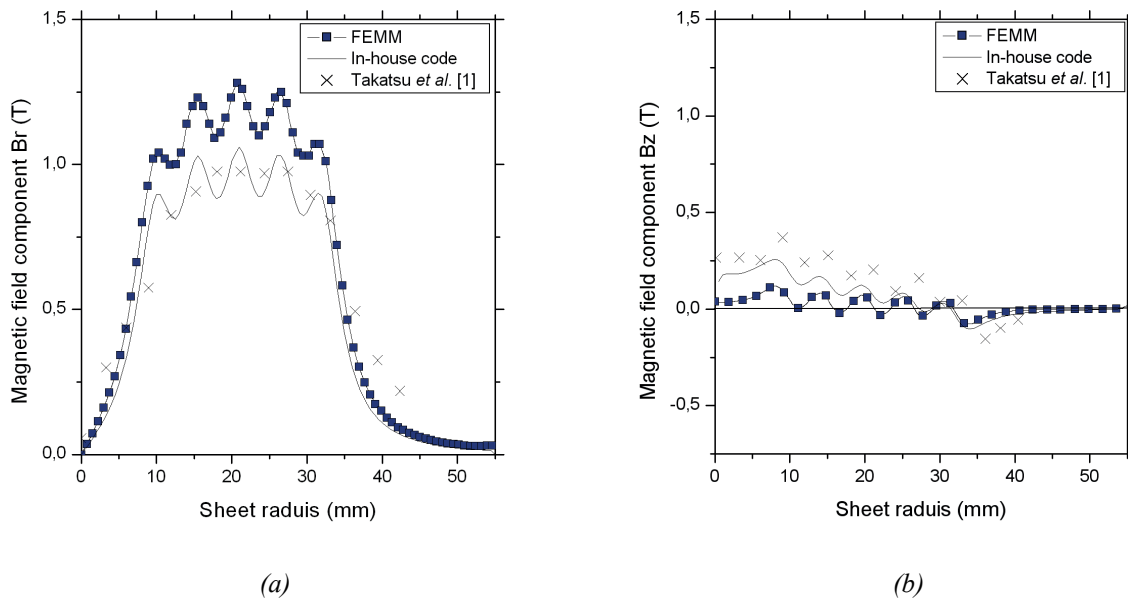 1,5
1,0
0,5
0,0
Magnetic field component Br (T)
FEMM
In-house code
Takatsu et al. [1]
0 10 20 30 40 50
Sheet raduis (mm)
(a)
1,5
1,0
0,5
0,0
-0,5
Magnetic field component Bz (T)
FEMM
In-house code
Takatsu et al. [1]
0 10 20 30 40 50
Sheet raduis (mm)
(b)